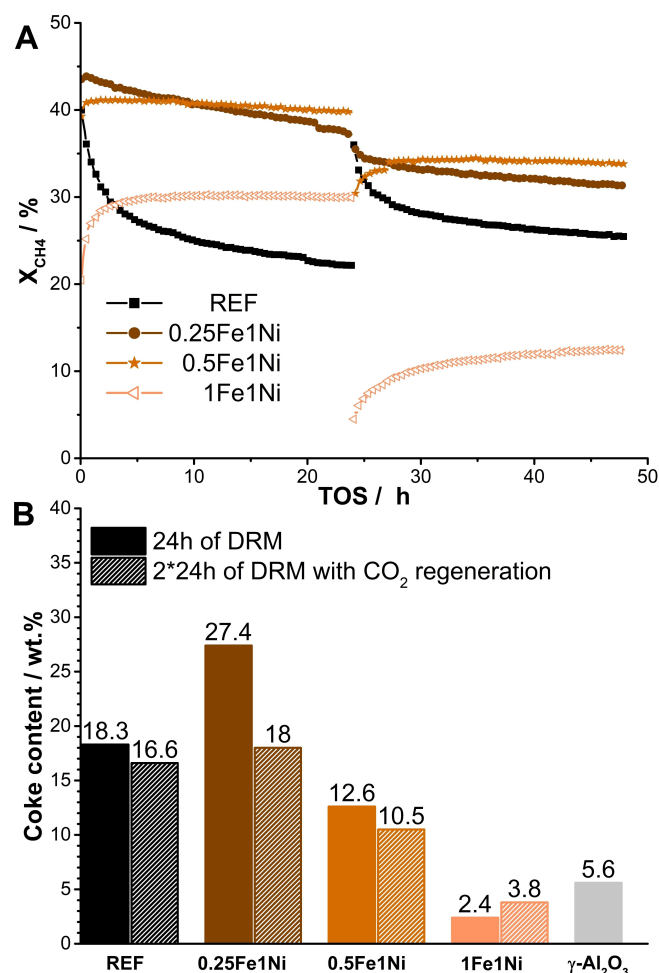 A
50
40
30
20
10
0
X_CH4 / %
REF
0.25Fe1Ni
0.5Fe1Ni
1Fe1Ni
0 10 20 30 40 50
TOS / h
B
40
35
30
25
20
15
10
5
0
Coke content / wt.%
24h of DRM
2*24h of DRM with CO₂ regeneration
18.3
16.6
27.4
18
12.6
10.5
2.4
3.8
5.6
REF 0.25Fe1Ni 0.5Fe1Ni 1Fe1Ni γ-Al₂O₃